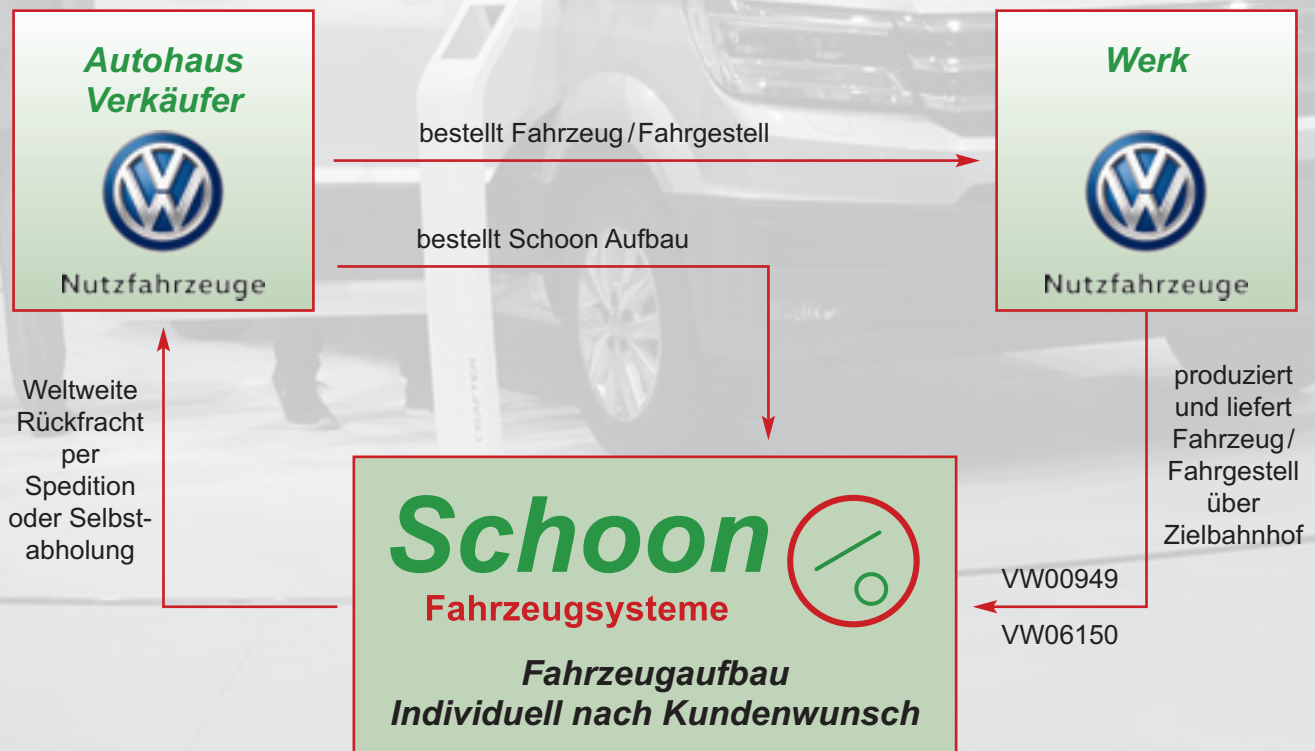 Autohaus
Verkäufer
Nutzfahrzeuge
bestellt Fahrzeug/Fahrgestell
bestellt Schoon Aufbau
Werk
Nutzfahrzeuge
Weltweite
Rückfracht
per
Spedition
oder Selbst-
abholung
CRAFTER
produziert
und liefert
Fahrzeug/
Fahrgestell
über
Zielbahnhof
VW00949
VW06150
Schoon
Fahrzeugsysteme
Fahrzeugaufbau
Individuell nach Kundenwunsch